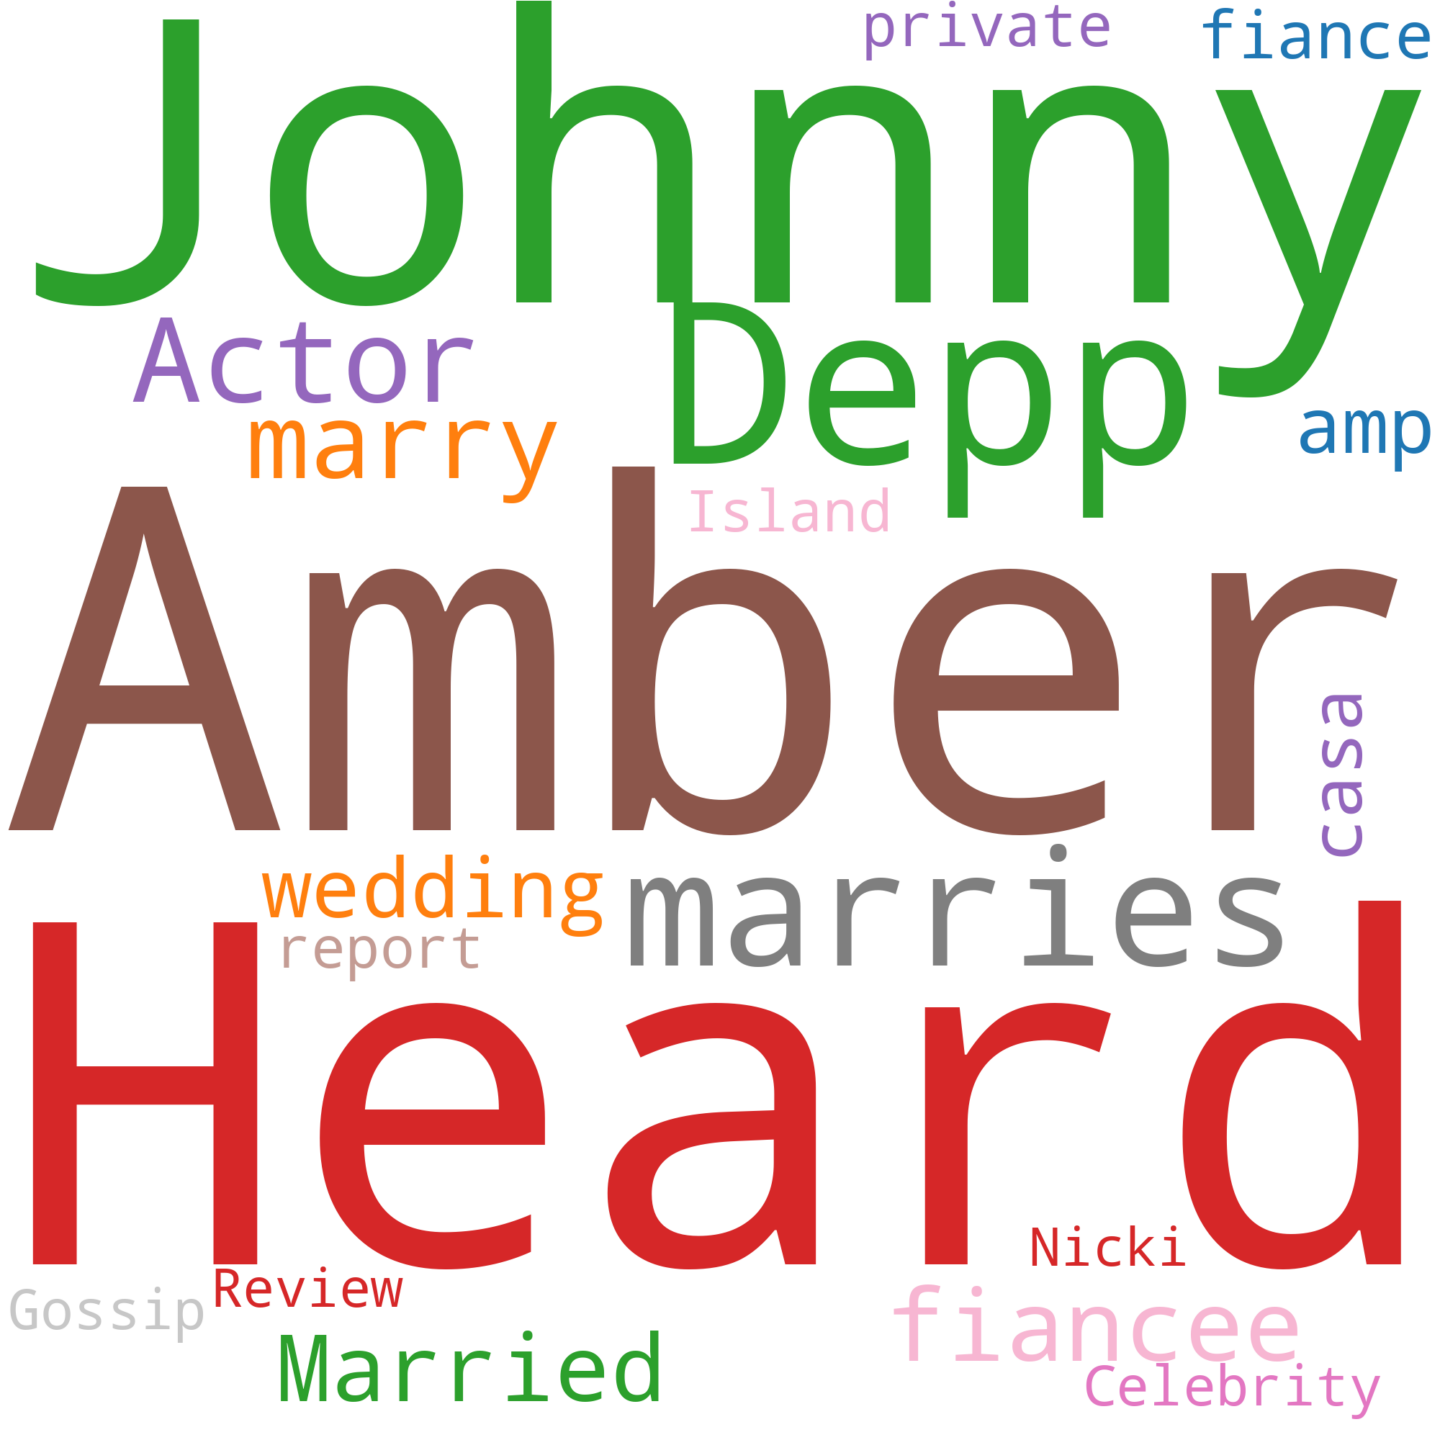 private
fiance
Johnny
Actor
Depp
marry
amp
Island
Amber
casa
wedding
marries
report
Heard
Nicki
Review
Gossip
fiancee
Married
Celebrity